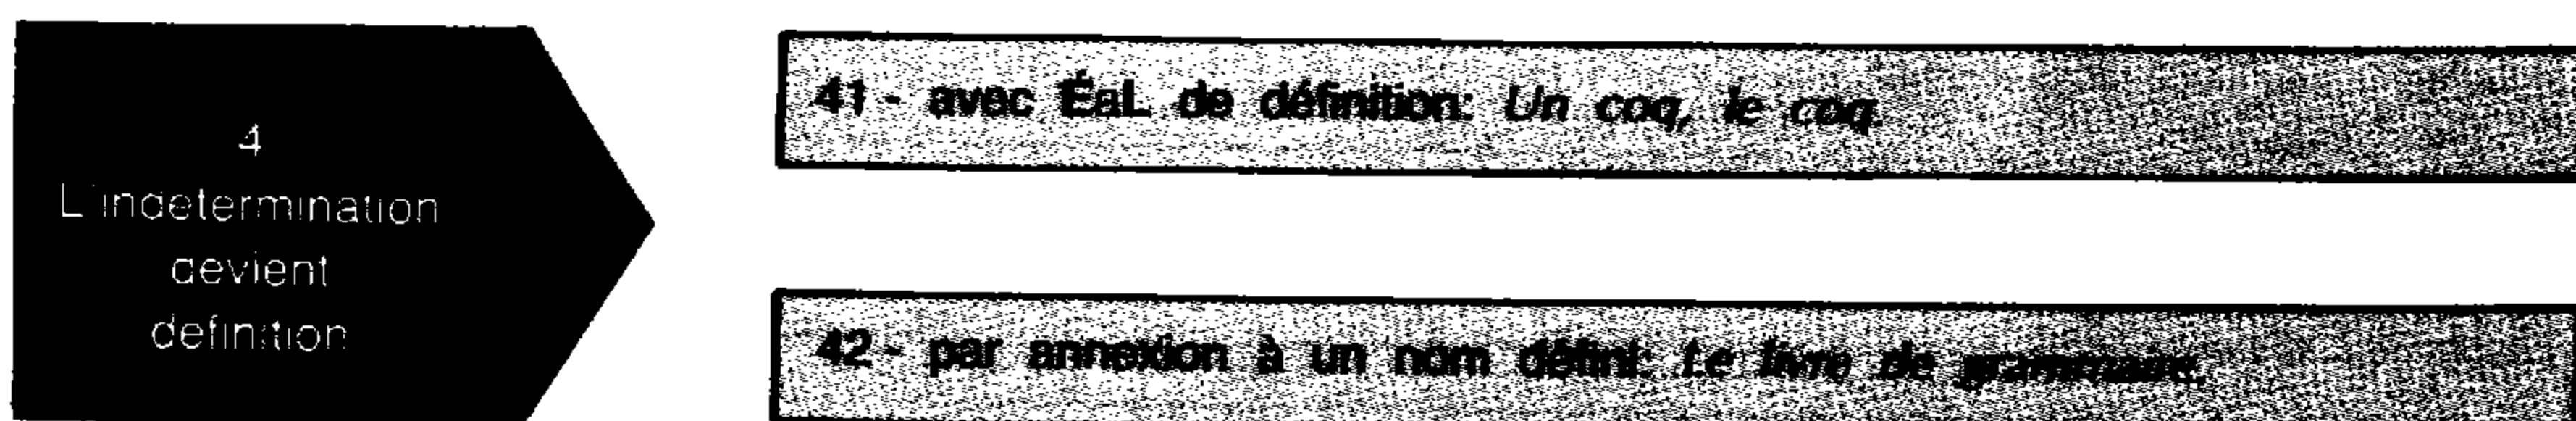 4
L'indetermination
devient
definition
41 - avec ÉaL de définition: Un coq, le coq.
42 - par annexion à un nom défini: Le livre de grammaire.